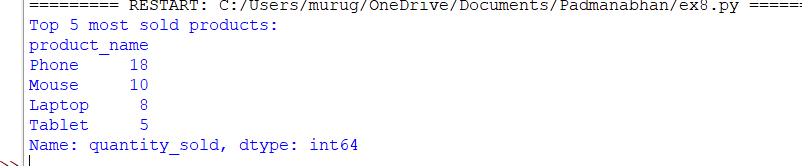 ========= RESTART: C:/Users/murug/OneDrive/Documents/Padmanabhan/ex8.py ======
Top 5 most sold products:
product_name
Phone     18
Mouse     10
Laptop     8
Tablet     5
Name: quantity_sold, dtype: int64
>>